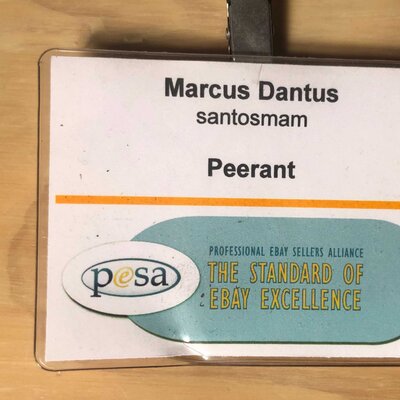 Marcus Dantus
santosmam
Peerant
PROFESSIONAL EBAY SELLERS ALLIANCE
pesa
THE STANDARD OF
EBAY EXCELLENCE